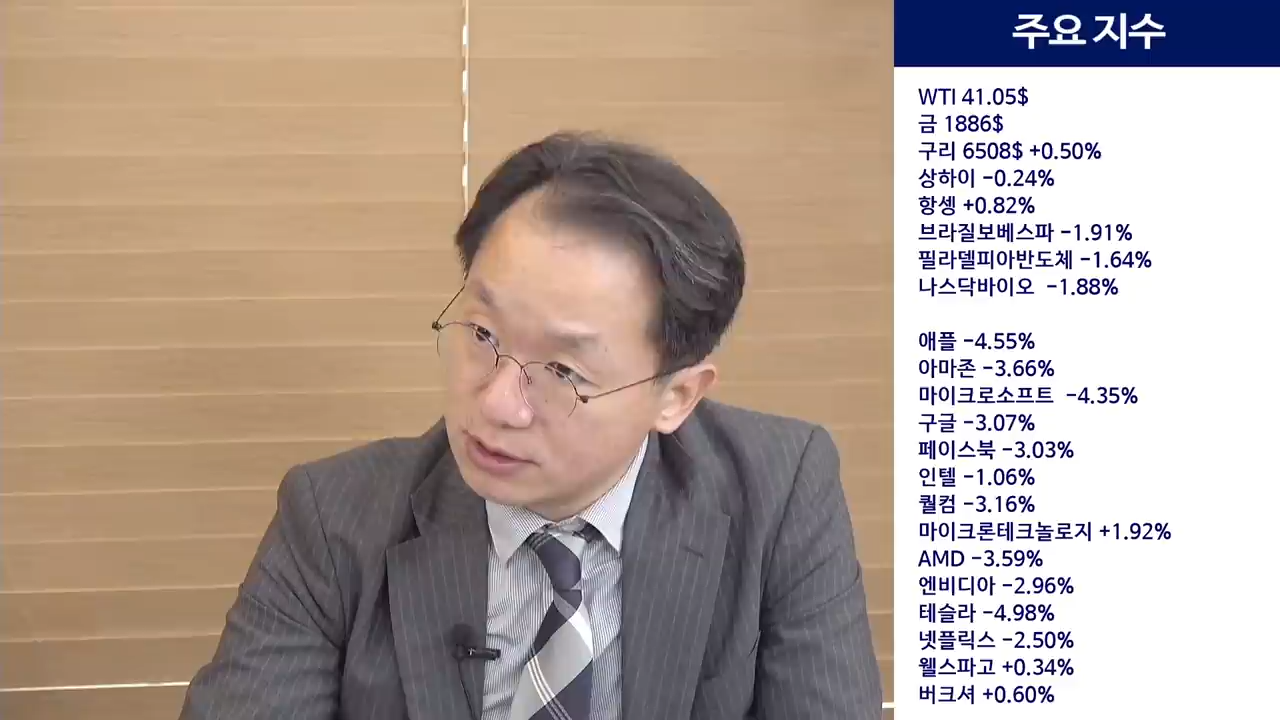 주요 지수
WTI 41.05$
금 1886$
구리 6508$ +0.50%
상하이 -0.24%
항셍 +0.82%
브라질보베스파 -1.91%
필라델피아반도체 -1.64%
나스닥바이오 -1.88%
애플 -4.55%
아마존 -3.66%
마이크로소프트 -4.35%
구글 -3.07%
페이스북 -3.03%
인텔 -1.06%
퀄컴 -3.16%
마이크론테크놀로지 +1.92%
AMD -3.59%
엔비디아 -2.96%
테슬라 -4.98%
넷플릭스 -2.50%
웰스파고 +0.34%
버크셔 +0.60%